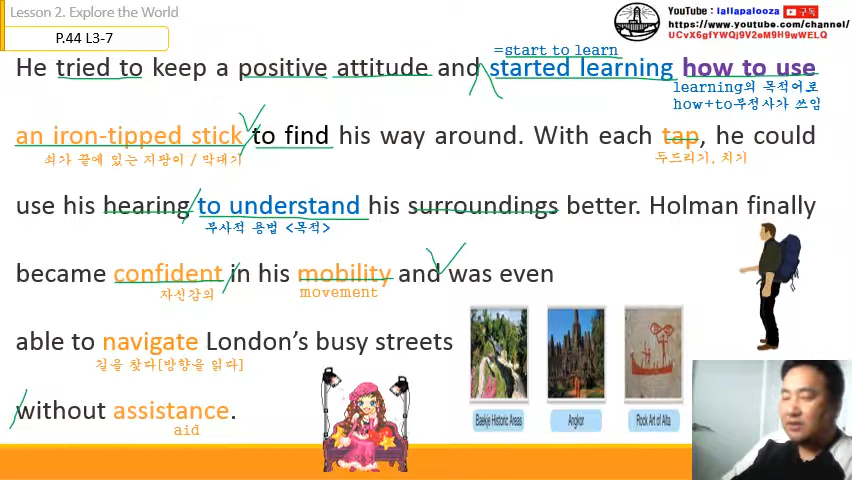 Lesson 2. Explore the World
P.44 L3-7
YouTube : lallapalooza 구독
https://www.youtube.com/channel/
UCvX6gfYWQj9V2eM9H9wWELQ
=start to learn
He tried to keep a positive attitude and started learning how to use
learning의 목적어로
how+to부정사가 쓰임
an iron-tipped stick to find his way around. With each tap, he could
쇠가 끝에 있는 지팡이 / 막대기
두드리기, 치기
use his hearing to understand his surroundings better. Holman finally
부사적 용법 <목적>
became confident in his mobility and was even
자신감의
movement
able to navigate London's busy streets
길을 찾다[방향을 읽다]
without assistance.
aid
Baekje Historic Areas
Angkor
Rock Art of Alta